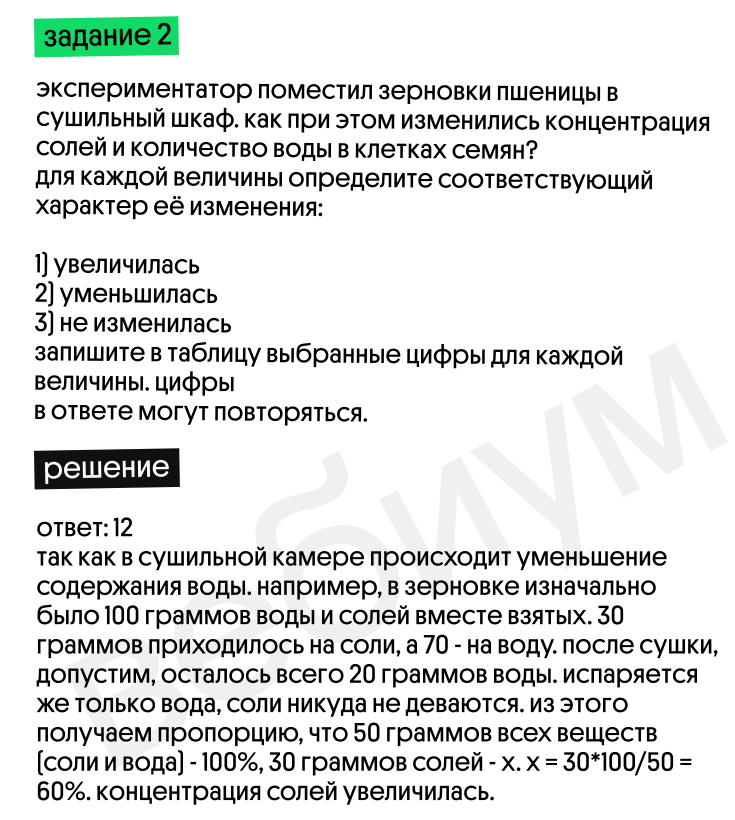 задание 2
экспериментатор поместил зерновки пшеницы в
сушильный шкаф. как при этом изменились концентрация
солей и количество воды в клетках семян?
для каждой величины определите соответствующий
характер её изменения:
1) увеличилась
2) уменьшилась
3) не изменилась
запишите в таблицу выбранные цифры для каждой
величины. цифры
в ответе могут повторяться.
решение
ответ: 12
так как в сушильной камере происходит уменьшение
содержания воды. например, в зерновке изначально
было 100 граммов воды и солей вместе взятых. 30
граммов приходилось на соли, а 70 - на воду. после сушки,
допустим, осталось всего 20 граммов воды. испаряется
же только вода, соли никуда не деваются. из этого
получаем пропорцию, что 50 граммов всех веществ
(соли и вода) - 100%, 30 граммов солей - х. х = 30*100/50 =
60%. концентрация солей увеличилась.
вебиум